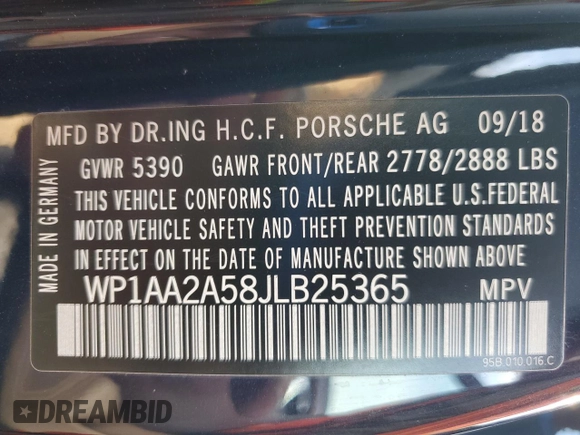 MFD BY DR.ING H.C.F. PORSCHE AG 09/18
GVWR 5390 GAWR FRONT/REAR 2778/2888 LBS
THIS VEHICLE CONFORMS TO ALL APPLICABLE U.S.FEDERAL
MOTOR VEHICLE SAFETY AND THEFT PREVENTION STANDARDS
IN EFFECT ON THE DATE OF MANUFACTURE SHOWN ABOVE.
WP1AA2A58JLB25365 MPV
MADE IN GERMANY
95B.010.016.C
DREAMBID